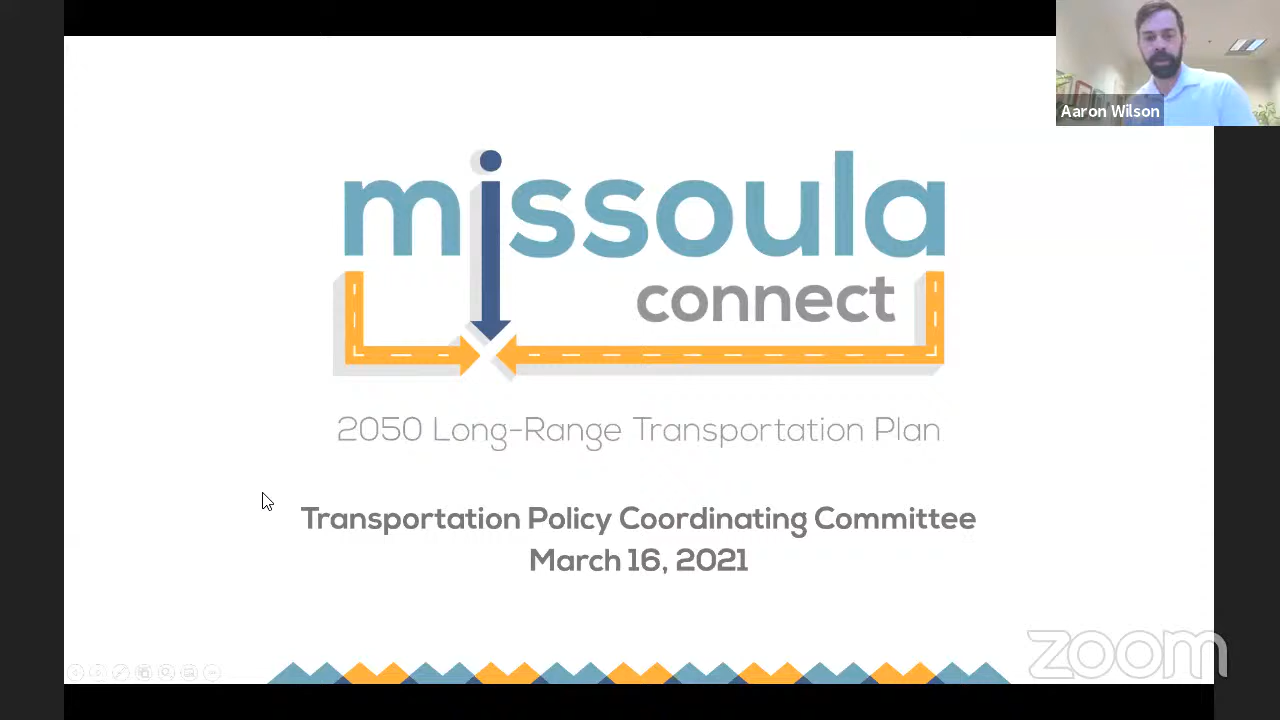 Aaron Wilson
missoula
connect
2050 Long-Range Transportation Plan
Transportation Policy Coordinating Committee
March 16, 2021
zoom